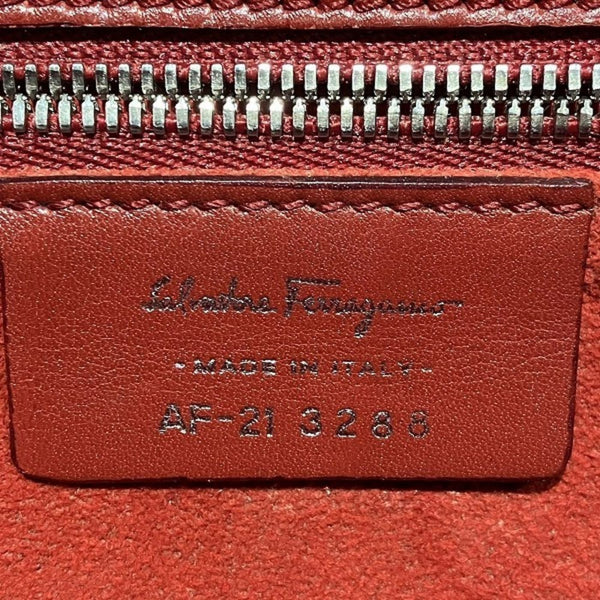 Salvatore Ferragamo
- MADE IN ITALY -
AF-21 3288